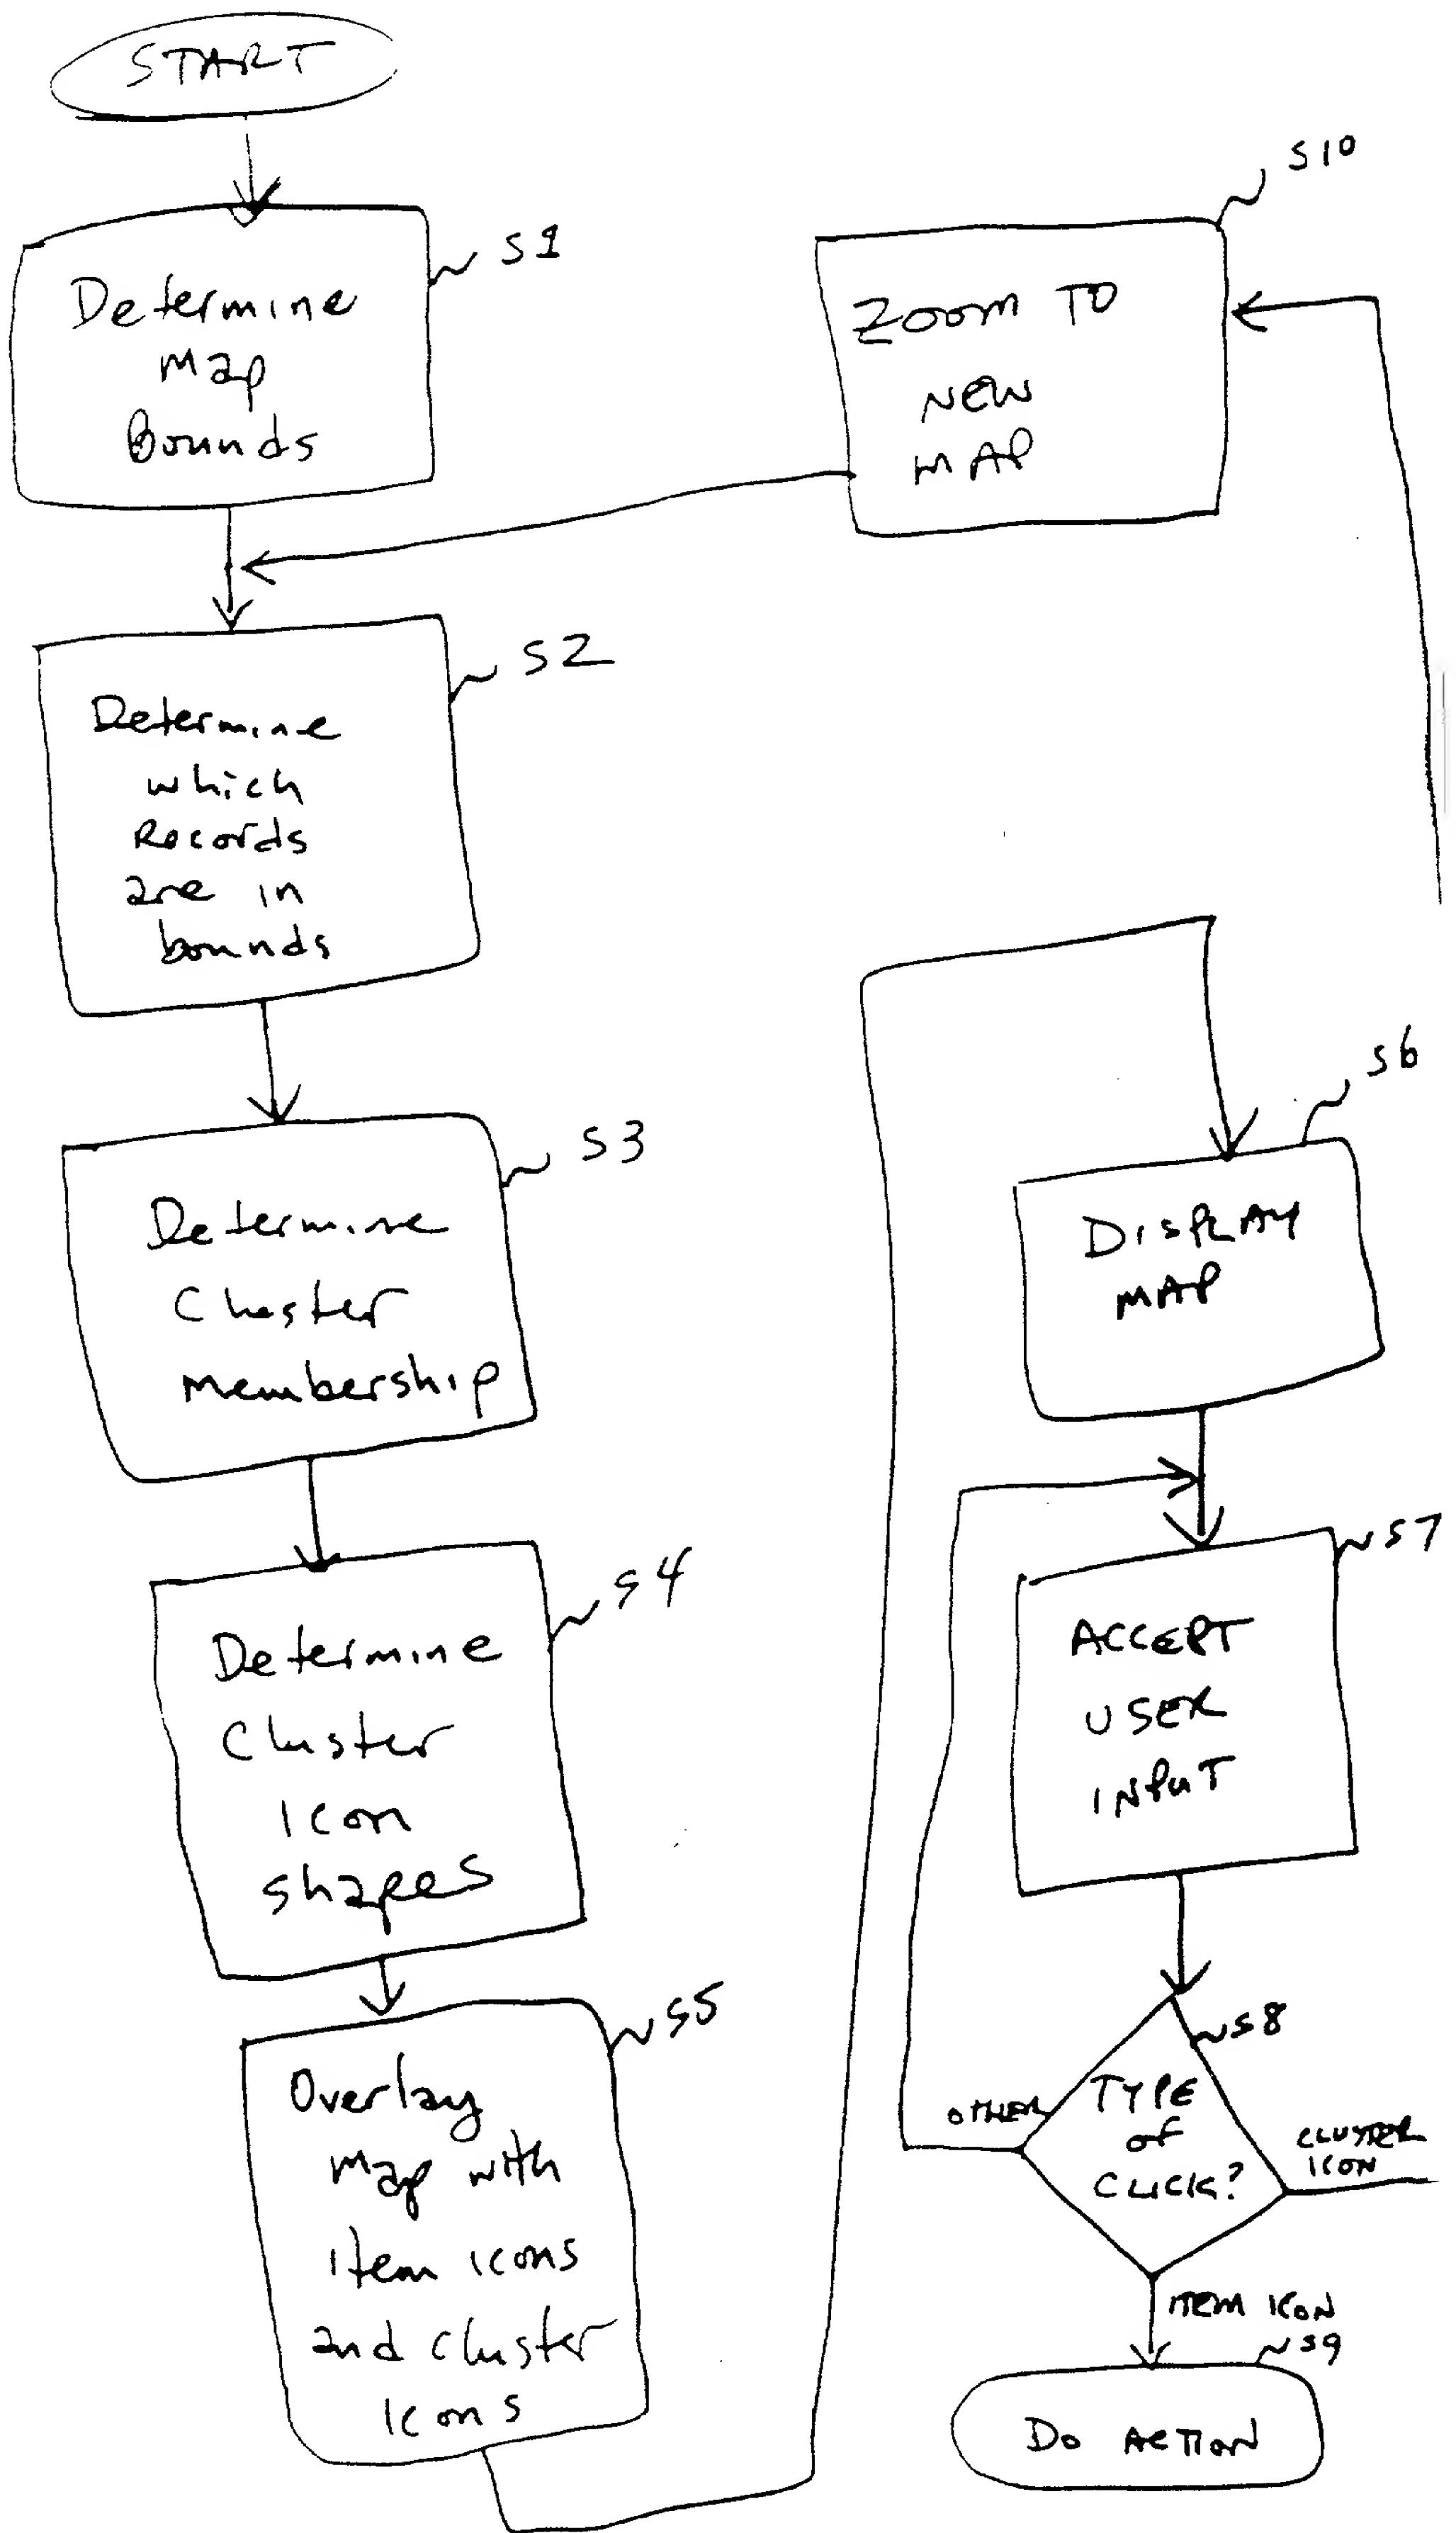 START
S1
Determine
map
Bounds
S10
ZOOM TO
NEW
MAP
S2
Determine
which
Records
are in
bounds
S3
Determine
Cluster
membership
S4
Determine
Cluster
Icon
shapes
S5
Overlay
map with
item icons
and cluster
Icons
S6
DISPLAY
MAP
S7
ACCEPT
USER
INPUT
S8
TYPE
OF
CLICK?
OTHER
CLUSTER
ICON
ITEM ICON
S9
DO ACTION